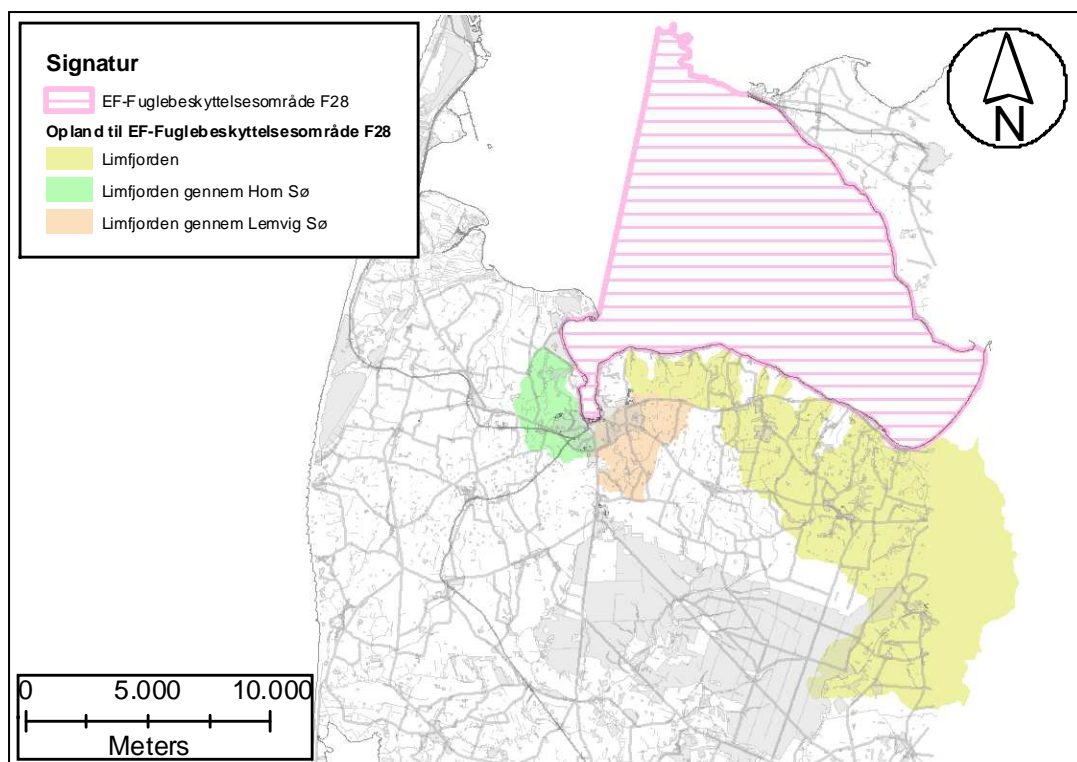 Signatur
EF-Fuglebeskyttelsesområde F28
Opland til EF-Fuglebeskyttelsesområde F28
Limfjorden
Limfjorden gennem Horn Sø
Limfjorden gennem Lemvig Sø
N
0 5.000 10.000
Meters